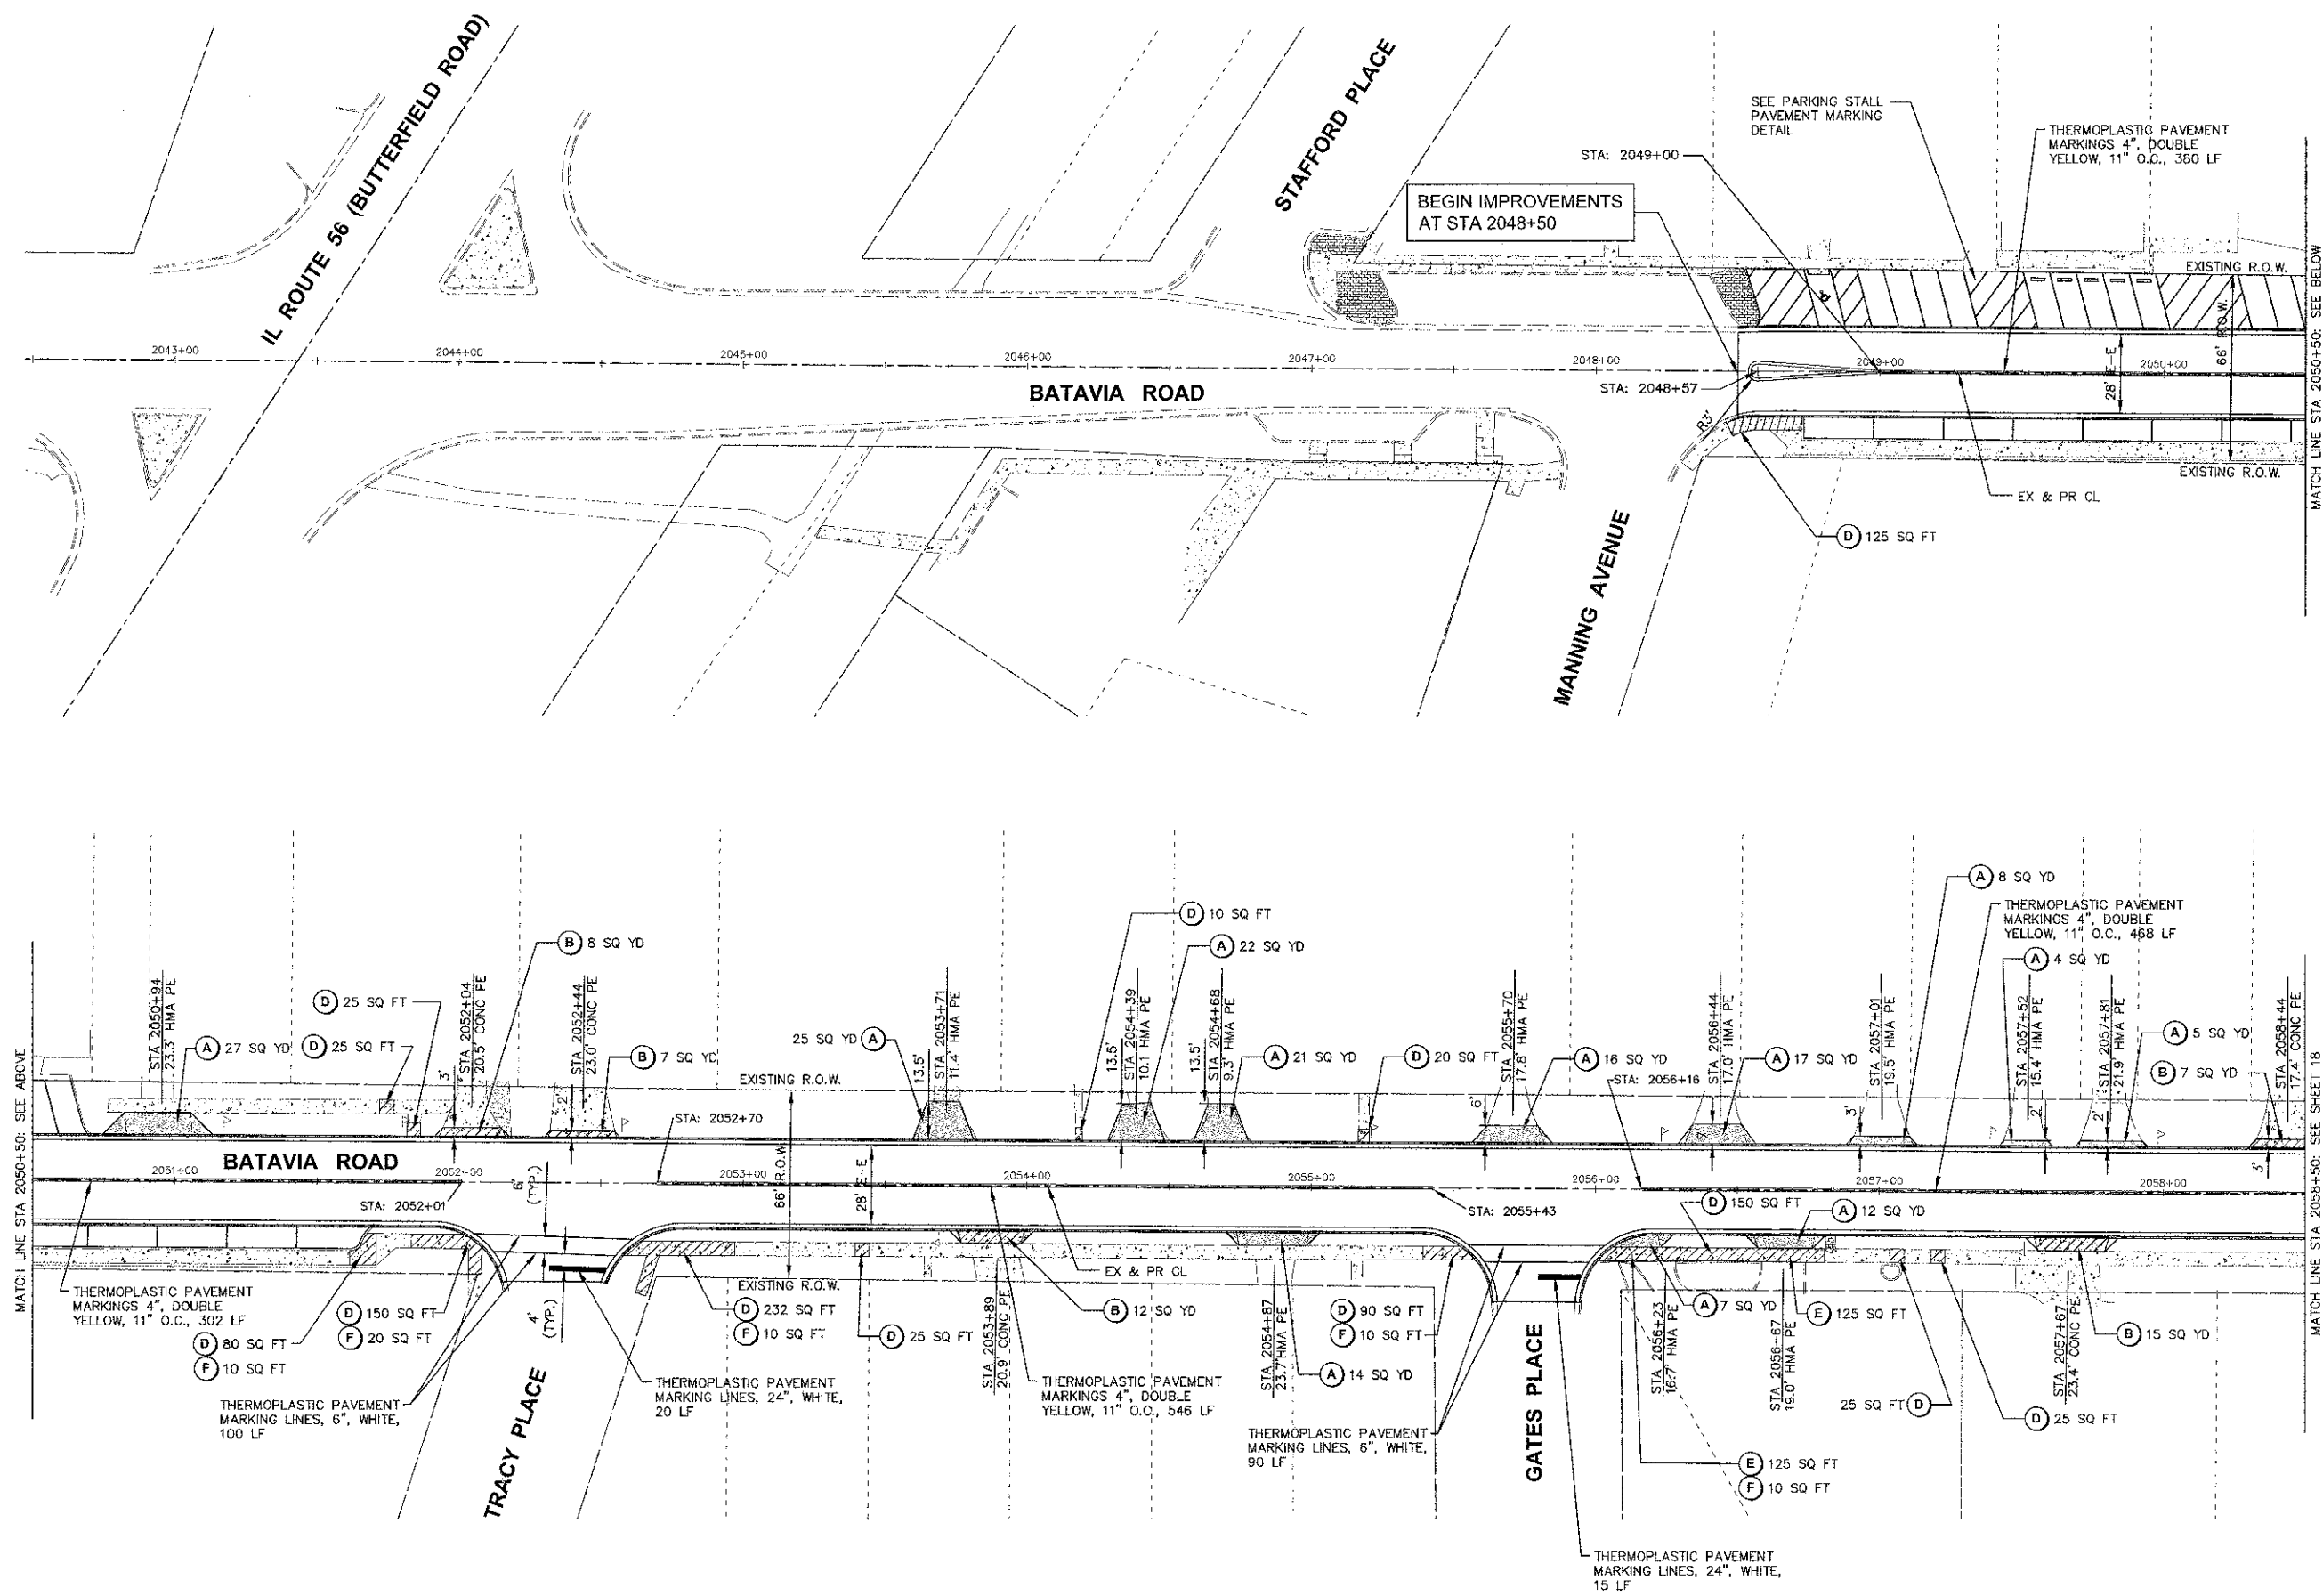 IL ROUTE 56 (BUTTERFIELD ROAD)
STAFFORD PLACE
SEE PARKING STALL
PAVEMENT MARKING
DETAIL
THERMOPLASTIC PAVEMENT
MARKINGS 4", DOUBLE
YELLOW, 11" O.C., 380 LF
STA: 2049+00
BEGIN IMPROVEMENTS
AT STA 2048+50
EXISTING R.O.W.
2043+00
2044+00
2045+00
2046+00
2047+00
2048+00
2049+00
2050+00
BATAVIA ROAD
STA: 2048+57
28' E-E
66' R.O.W.
R3'
EXISTING R.O.W.
EX & PR CL
D 125 SQ FT
MANNING AVENUE
MATCH LINE STA 2050+50: SEE BELOW
MATCH LINE STA 2050+50: SEE ABOVE
A 8 SQ YD
THERMOPLASTIC PAVEMENT
MARKINGS 4", DOUBLE
YELLOW, 11" O.C., 468 LF
D 10 SQ FT
B 8 SQ YD
A 22 SQ YD
A 4 SQ YD
STA 2050+94
23.3' HMA PE
D 25 SQ FT
STA 2052+04
20.5' CONC PE
STA 2052+44
23.0' CONC PE
STA 2053+71
11.4' HMA PE
STA 2054+39
10.1 HMA PE
STA 2054+68
9.3' HMA PE
STA 2055+70
17.8' HMA PE
STA 2056+44
17.0' HMA PE
STA 2057+01
19.5' HMA PE
STA 2057+52
15.4' HMA PE
STA 2057+81
21.9' HMA PE
STA 2058+44
17.4' CONC PE
A 27 SQ YD
D 25 SQ FT
3'
2'
B 7 SQ YD
25 SQ YD A
13.5'
13.5'
13.5'
A 21 SQ YD
D 20 SQ FT
A 16 SQ YD
A 17 SQ YD
A 5 SQ YD
B 7 SQ YD
EXISTING R.O.W.
STA: 2056+16
STA: 2052+70
6'
3'
2'
2'
3'
BATAVIA ROAD
2051+00
2052+00
2053+00
2054+00
2055+00
2056+00
2057+00
2058+00
6'
(TYP.)
66' R.O.W.
28' E-E
STA: 2052+01
STA: 2055+43
D 150 SQ FT
A 12 SQ YD
EX & PR CL
EXISTING R.O.W.
THERMOPLASTIC PAVEMENT
MARKINGS 4", DOUBLE
YELLOW, 11" O.C., 302 LF
D 150 SQ FT
F 20 SQ FT
D 80 SQ FT
F 10 SQ FT
4'
(TYP.)
D 232 SQ FT
F 10 SQ FT
D 25 SQ FT
STA 2053+89
20.9' CONC PE
B 12 SQ YD
STA 2054+87
23.7' HMA PE
D 90 SQ FT
F 10 SQ FT
A 14 SQ YD
A 7 SQ YD
E 125 SQ FT
STA 2056+23
16.7' HMA PE
STA 2056+67
19.0' HMA PE
STA 2057+67
23.4' CONC PE
B 15 SQ YD
THERMOPLASTIC PAVEMENT
MARKING LINES, 6", WHITE,
100 LF
THERMOPLASTIC PAVEMENT
MARKING LINES, 24", WHITE,
20 LF
THERMOPLASTIC PAVEMENT
MARKINGS 4", DOUBLE
YELLOW, 11" O.C., 546 LF
THERMOPLASTIC PAVEMENT
MARKING LINES, 6", WHITE,
90 LF
25 SQ FT D
D 25 SQ FT
E 125 SQ FT
F 10 SQ FT
TRACY PLACE
GATES PLACE
THERMOPLASTIC PAVEMENT
MARKING LINES, 24", WHITE,
15 LF
MATCH LINE STA 2058+50: SEE SHEET 18